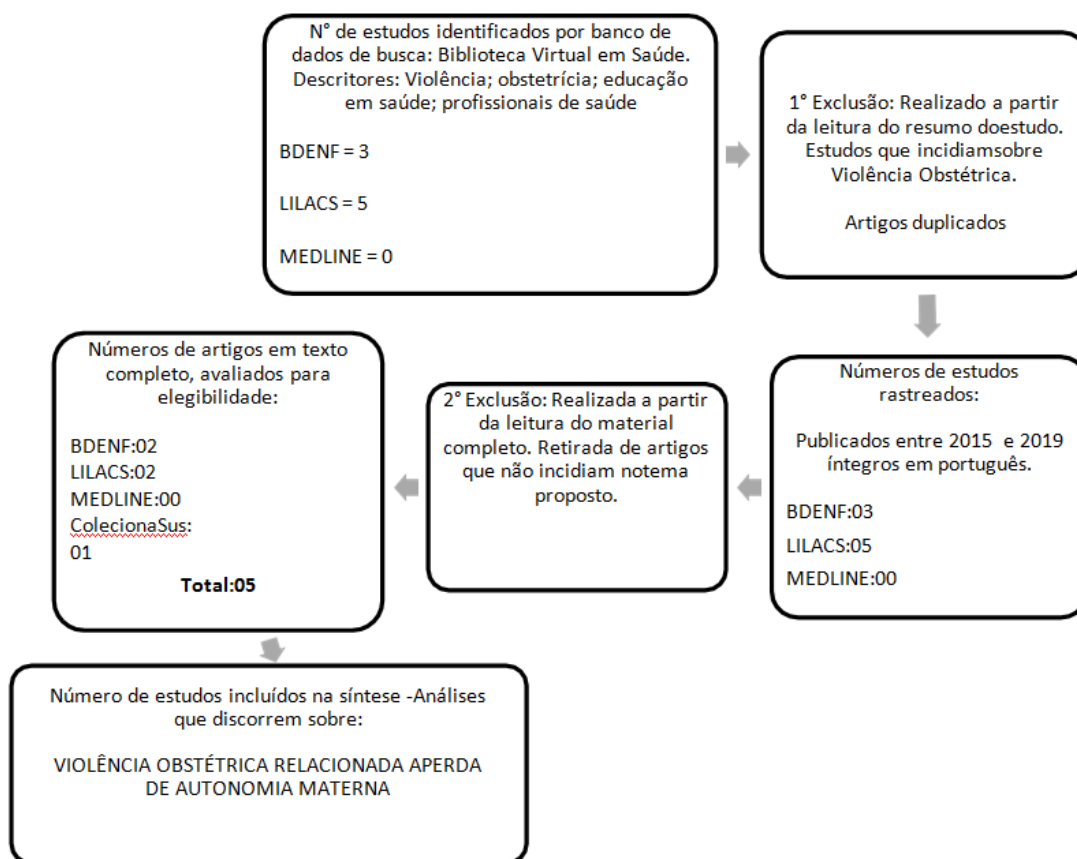 N° de estudos identificados por banco de
dados de busca: Biblioteca Virtual em Saúde.
Descritores: Violência; obstetrícia; educação
em saúde; profissionais de saúde
BDENF = 3
LILACS = 5
MEDLINE = 0
1° Exclusão: Realizado a partir
da leitura do resumo doestudo.
Estudos que incidiamsobre
Violência Obstétrica.
Artigos duplicados
Números de estudos
rastreados:
Publicados entre 2015 e 2019
íntegros em português.
BDENF:03
LILACS:05
MEDLINE:00
2° Exclusão: Realizada a partir
da leitura do material
completo. Retirada de artigos
que não incidiam notema
proposto.
Números de artigos em texto
completo, avaliados para
elegibilidade:
BDENF:02
LILACS:02
MEDLINE:00
ColecionaSus:
01
Total:05
Número de estudos incluídos na síntese -Análises
que discorrem sobre:
VIOLÊNCIA OBSTÉTRICA RELACIONADA APERDA
DE AUTONOMIA MATERNA